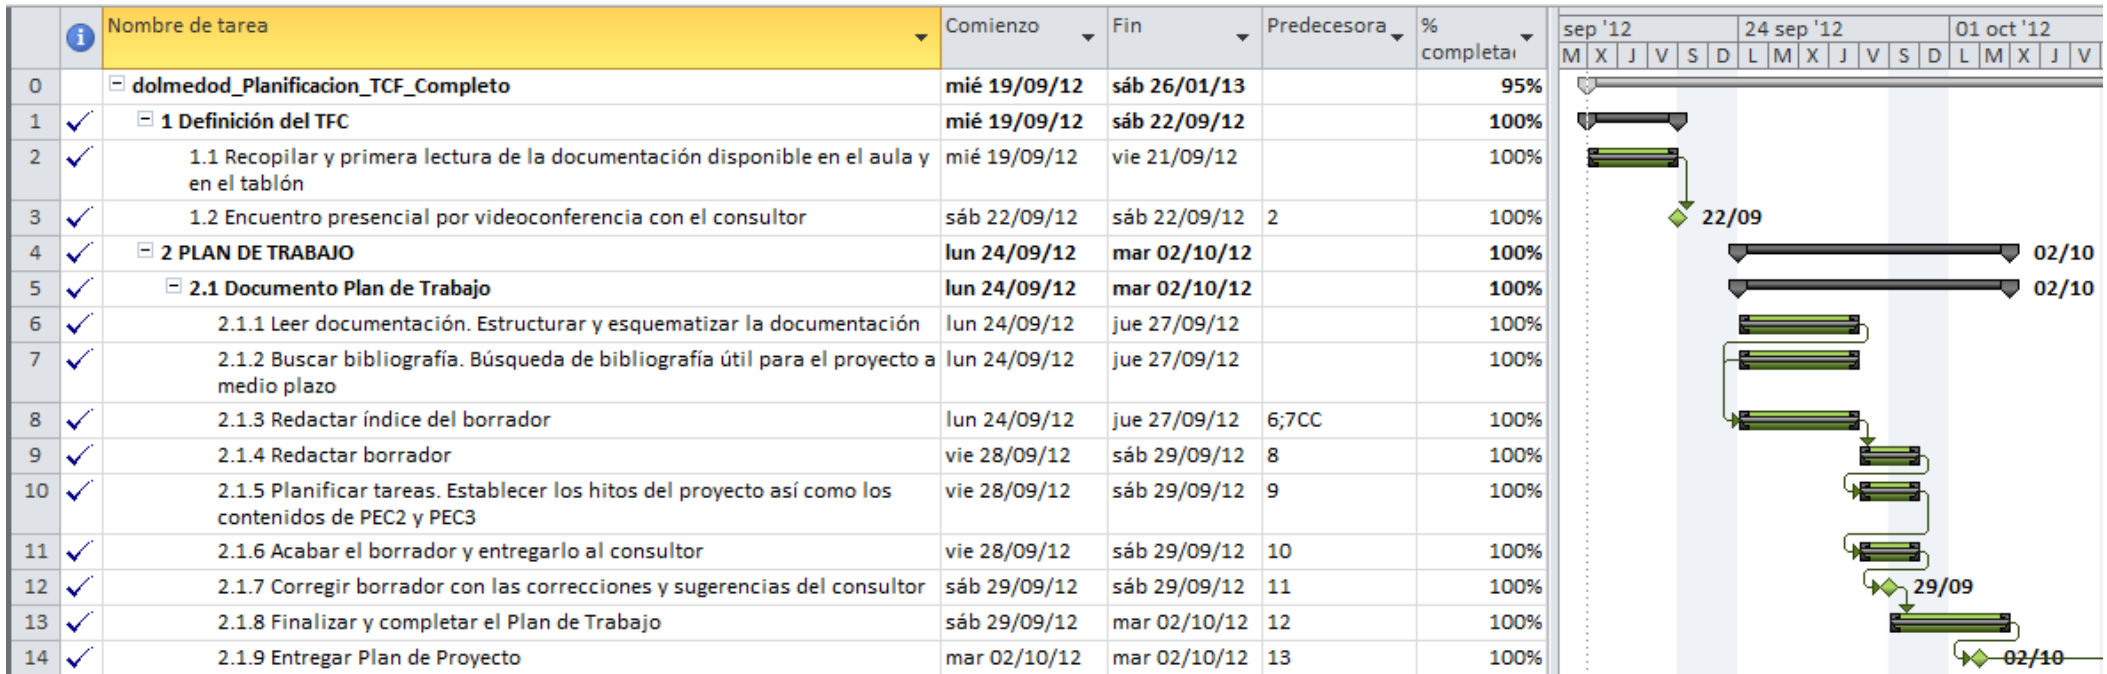 Nombre de tarea Comienzo Fin Predecesora % completa sep '12 24 sep '12 01 oct '12
M X J V S D L M X J V S D L M X J V
0 dolmedod_Planificacion_TCF_Completo mié 19/09/12 sáb 26/01/13 95%
1 1 Definición del TFC mié 19/09/12 sáb 22/09/12 100%
2 1.1 Recopilar y primera lectura de la documentación disponible en el aula y mié 19/09/12 vie 21/09/12 100%
en el tablón
3 1.2 Encuentro presencial por videoconferencia con el consultor sáb 22/09/12 sáb 22/09/12 2 100% 22/09
4 2 PLAN DE TRABAJO lun 24/09/12 mar 02/10/12 100% 02/10
5 2.1 Documento Plan de Trabajo lun 24/09/12 mar 02/10/12 100% 02/10
6 2.1.1 Leer documentación. Estructurar y esquematizar la documentación lun 24/09/12 jue 27/09/12 100%
7 2.1.2 Buscar bibliografía. Búsqueda de bibliografía útil para el proyecto a lun 24/09/12 jue 27/09/12 100%
medio plazo
8 2.1.3 Redactar índice del borrador lun 24/09/12 jue 27/09/12 6;7CC 100%
9 2.1.4 Redactar borrador vie 28/09/12 sáb 29/09/12 8 100%
10 2.1.5 Planificar tareas. Establecer los hitos del proyecto así como los vie 28/09/12 sáb 29/09/12 9 100%
contenidos de PEC2 y PEC3
11 2.1.6 Acabar el borrador y entregarlo al consultor vie 28/09/12 sáb 29/09/12 10 100%
12 2.1.7 Corregir borrador con las correcciones y sugerencias del consultor sáb 29/09/12 sáb 29/09/12 11 100% 29/09
13 2.1.8 Finalizar y completar el Plan de Trabajo sáb 29/09/12 mar 02/10/12 12 100%
14 2.1.9 Entregar Plan de Proyecto mar 02/10/12 mar 02/10/12 13 100% 02/10